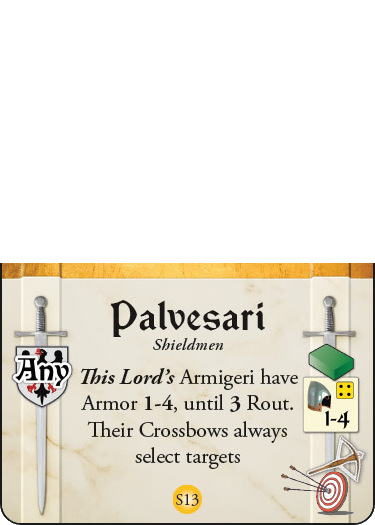 Palvesari
Shieldmen
Any
This Lord's Armigeri have
Armor 1-4, until 3 Rout.
Their Crossbows always
select targets
1-4
S13